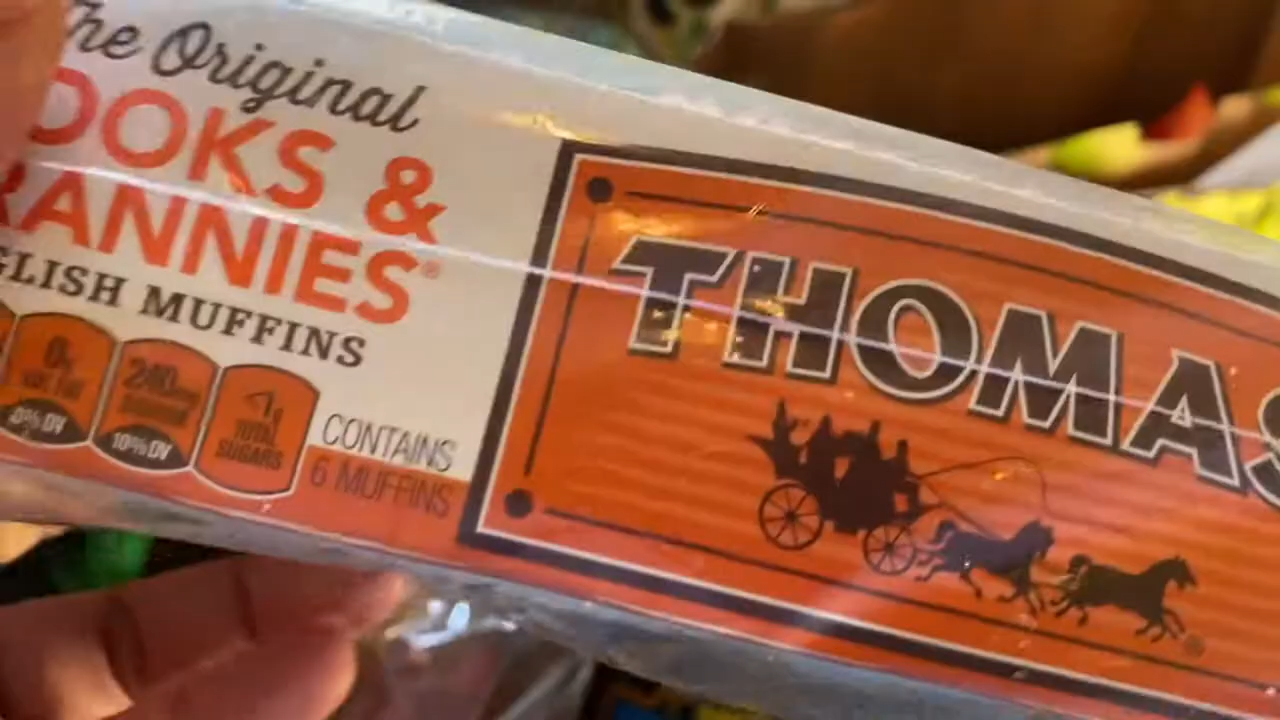 The Original
OOKS &
RANNIES®
GLISH MUFFINS
0g
SAT FAT
0% DV
240mg
SODIUM
10% DV
<1g
TOTAL
SUGARS
CONTAINS
6 MUFFINS
THOMAS